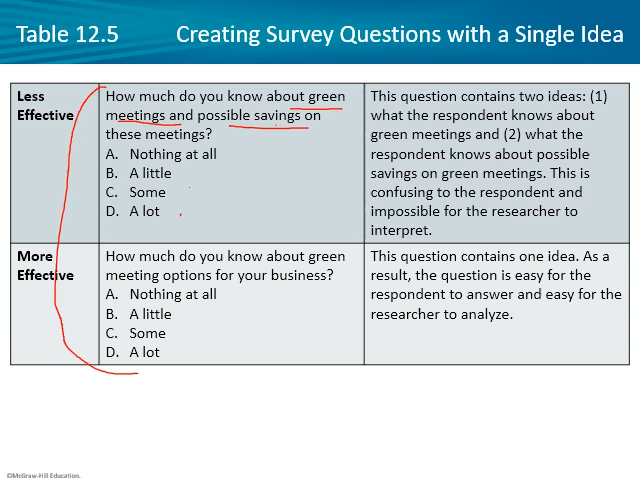 Table 12.5 Creating Survey Questions with a Single Idea
Less
Effective
How much do you know about green
meetings and possible savings on
these meetings?
A. Nothing at all
B. A little
C. Some
D. A lot
This question contains two ideas: (1)
what the respondent knows about
green meetings and (2) what the
respondent knows about possible
savings on green meetings. This is
confusing to the respondent and
impossible for the researcher to
interpret.
More
Effective
How much do you know about green
meeting options for your business?
A. Nothing at all
B. A little
C. Some
D. A lot
This question contains one idea. As a
result, the question is easy for the
respondent to answer and easy for the
researcher to analyze.
©McGraw-Hill Education.